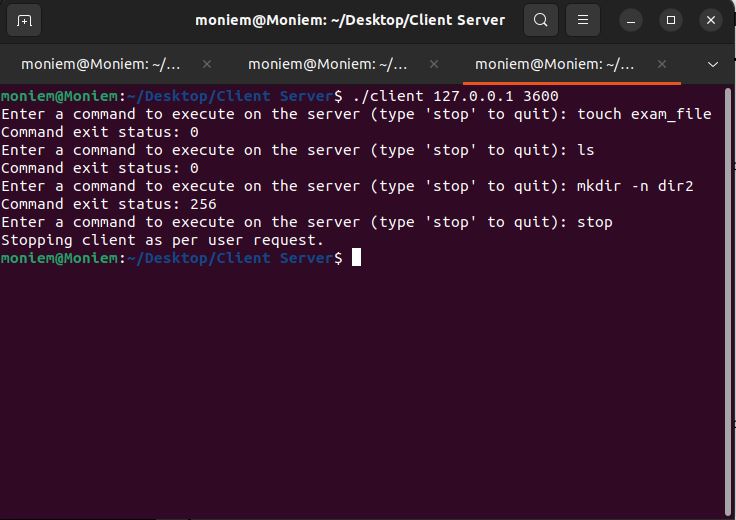 moniem@Moniem: ~/Desktop/Client Server
moniem@Moniem: ~/... moniem@Moniem: ~/... moniem@Moniem: ~/...
moniem@Moniem:~/Desktop/Client Server$ ./client 127.0.0.1 3600
Enter a command to execute on the server (type 'stop' to quit): touch exam_file
Command exit status: 0
Enter a command to execute on the server (type 'stop' to quit): ls
Command exit status: 0
Enter a command to execute on the server (type 'stop' to quit): mkdir -n dir2
Command exit status: 256
Enter a command to execute on the server (type 'stop' to quit): stop
Stopping client as per user request.
moniem@Moniem:~/Desktop/Client Server$